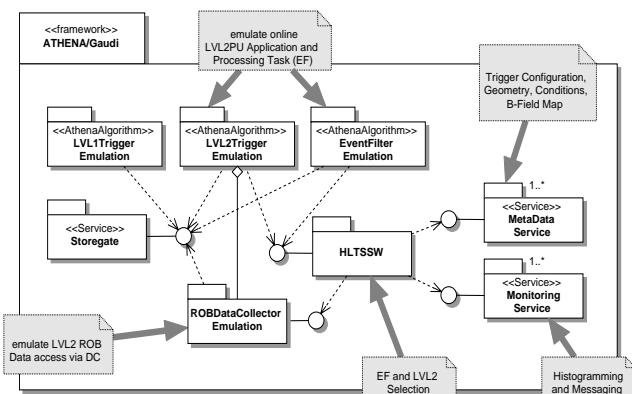 <<framework>>
ATHENA/Gaudi
emulate online
LVL2PU Application and
Processing Task (EF)
Trigger Configuration,
Geometry, Conditions,
B-Field Map
<<AthenaAlgorithm>>
LVL1Trigger
Emulation
<<AthenaAlgorithm>>
LVL2Trigger
Emulation
<<AthenaAlgorithm>>
EventFilter
Emulation
1..*
<<Service>>
MetaData
Service
<<Service>>
Storegate
HLTSSW
1..*
<<Service>>
Monitoring
Service
ROBDataCollector
Emulation
emulate LVL2 ROB
Data access via DC
EF and LVL2
Selection
Histogramming
and Messaging